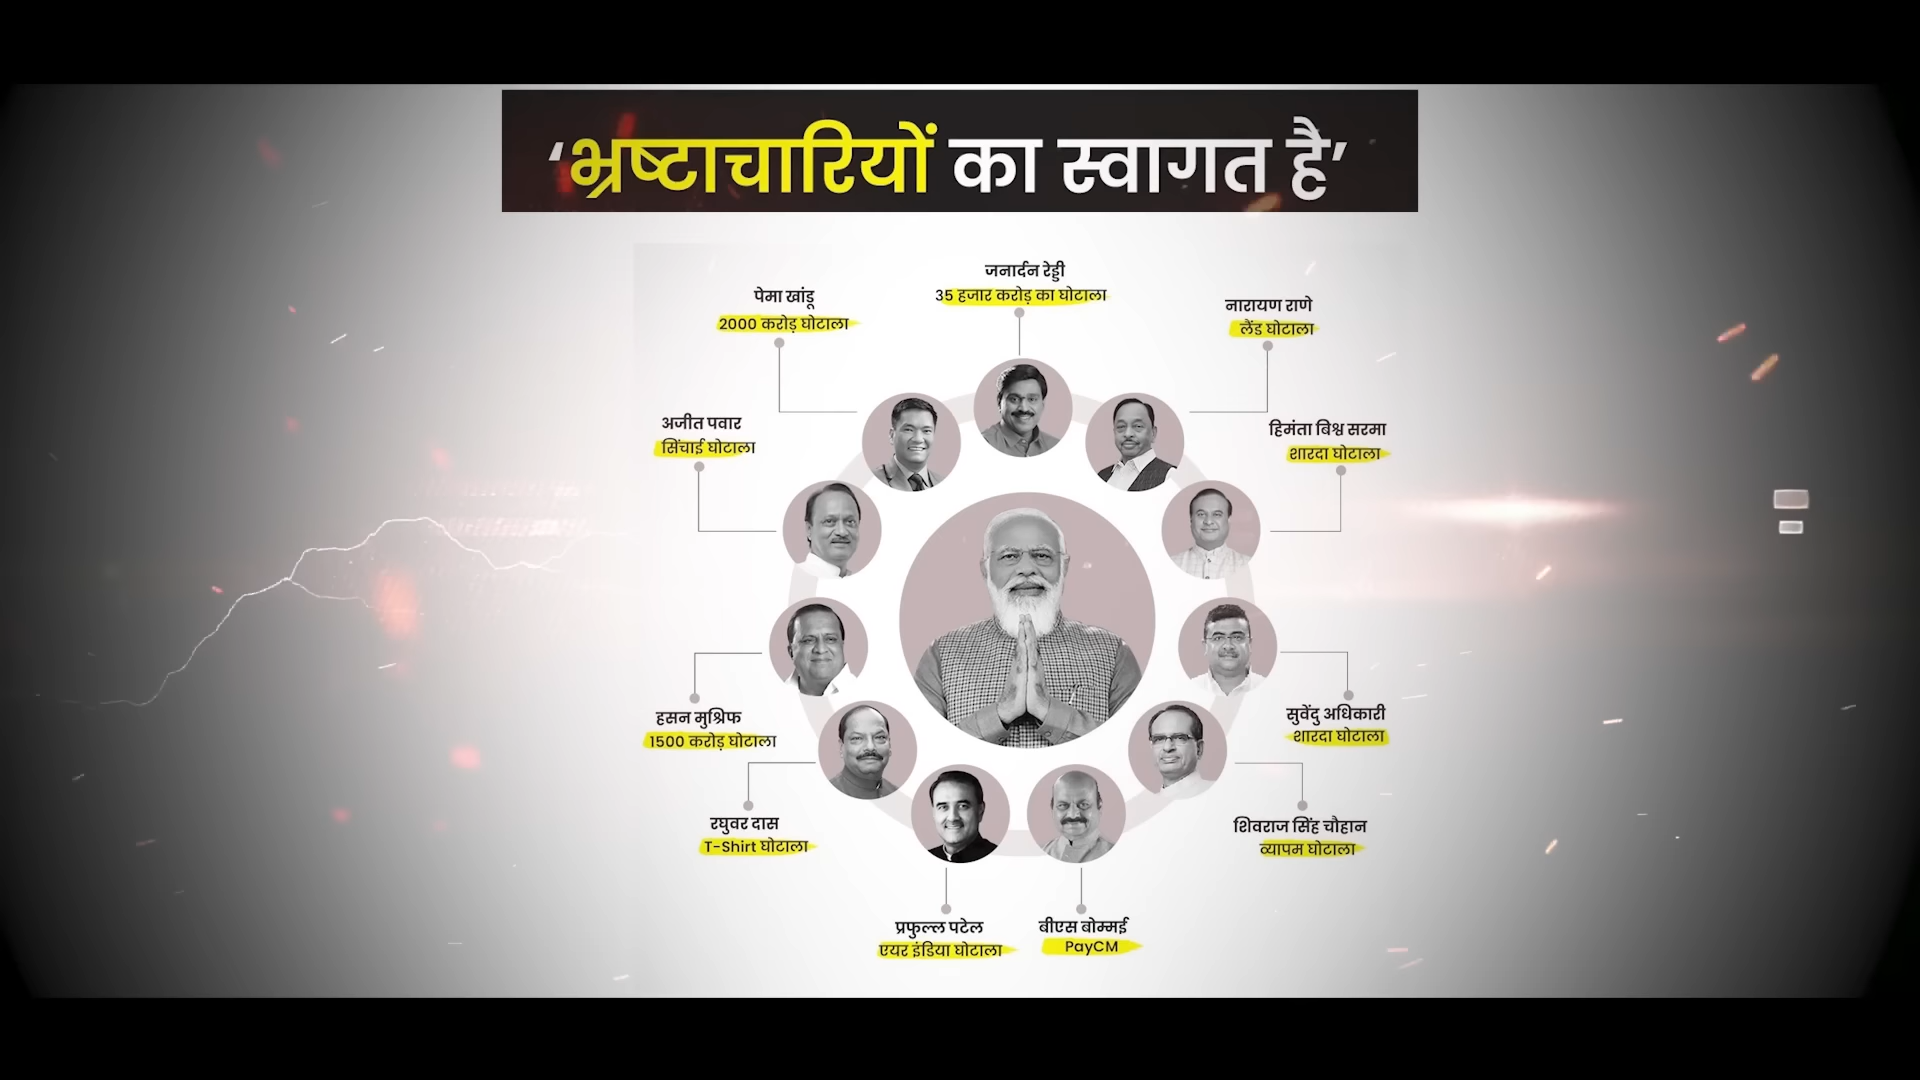 ‘भ्रष्टाचारियों का स्वागत है’
जनार्दन रेड्डी
35 हजार करोड़ का घोटाला
पेमा खांडू
2000 करोड़ घोटाला
नारायण राणे
लैंड घोटाला
अजीत पवार
सिंचाई घोटाला
हिमंता बिश्व सरमा
शारदा घोटाला
हसन मुश्रिफ
1500 करोड़ घोटाला
सुवेंदु अधिकारी
शारदा घोटाला
रघुवर दास
T-Shirt घोटाला
शिवराज सिंह चौहान
व्यापम घोटाला
प्रफुल्ल पटेल
एयर इंडिया घोटाला
बीएस बोम्मई
PayCM